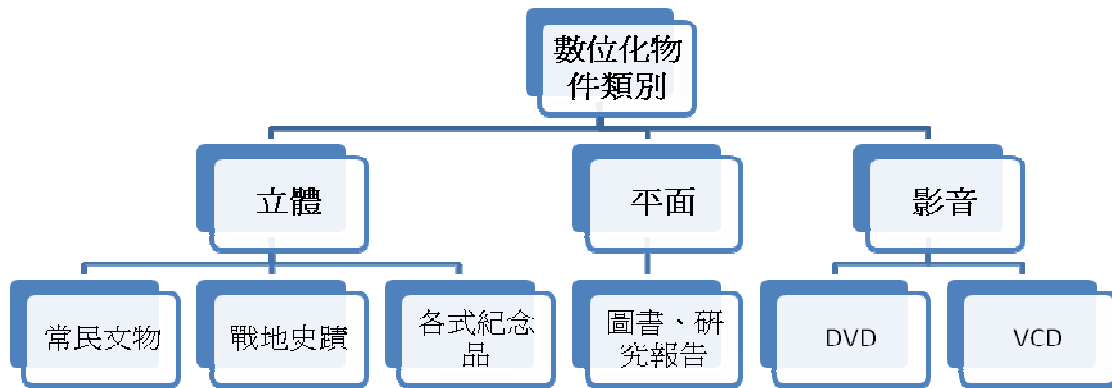 數位化物
件類別
立體
平面
影音
常民文物
戰地史蹟
各式紀念
品
圖書、研
究報告
DVD
VCD